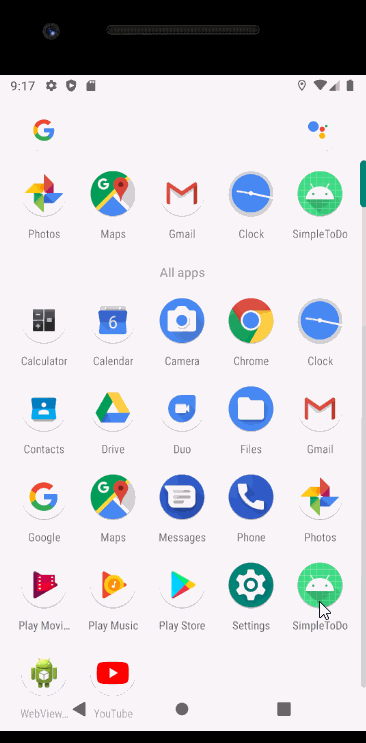 9:17
Photos Maps Gmail Clock SimpleToDo
All apps
Calculator Calendar Camera Chrome Clock
6
Contacts Drive Duo Files Gmail
Google Maps Messages Phone Photos
Play Movi... Play Music Play Store Settings SimpleToDo
WebView... YouTube